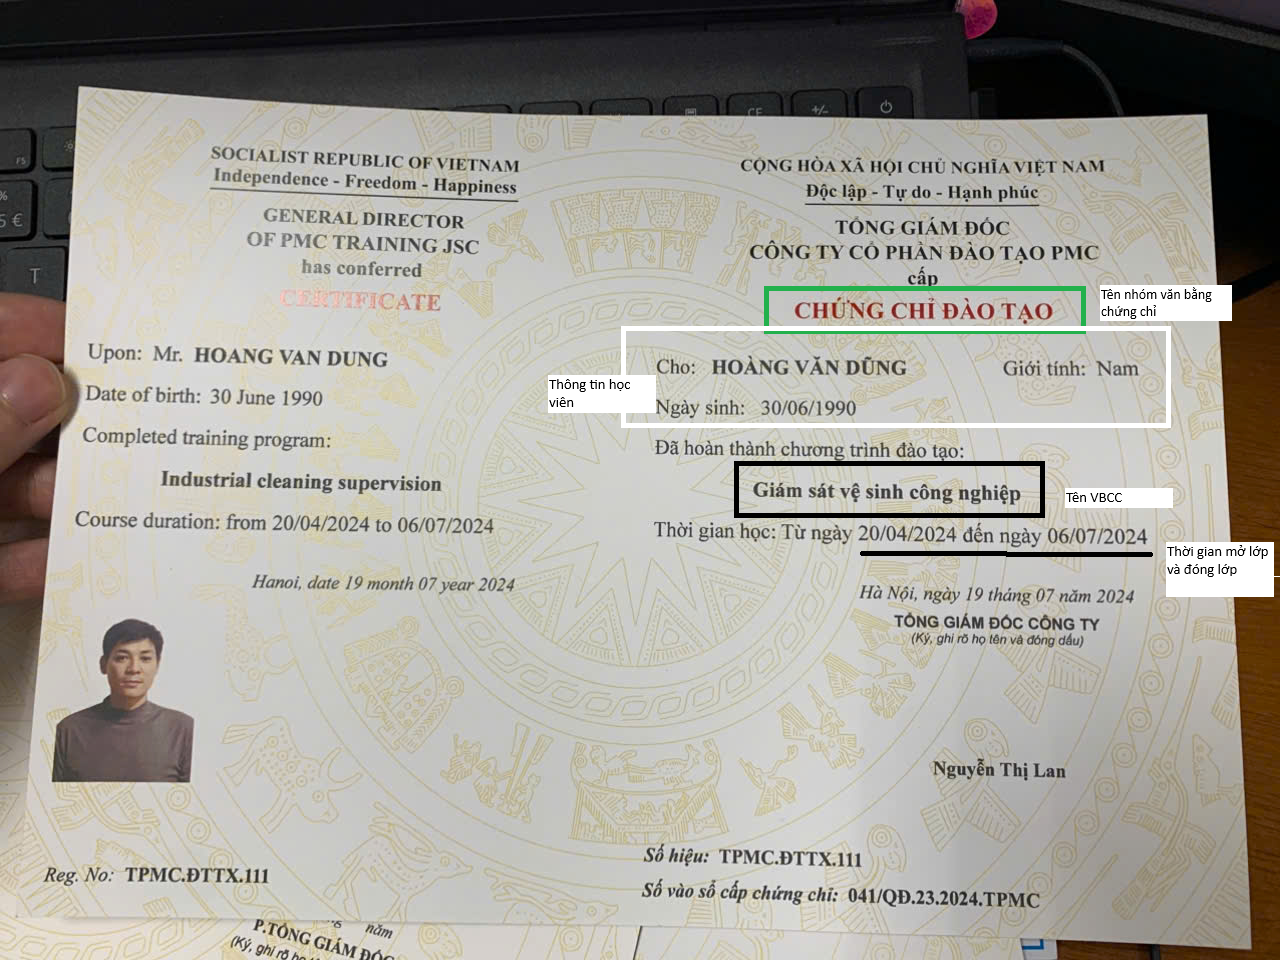 SOCIALIST REPUBLIC OF VIETNAM
Independence - Freedom - Happiness
GENERAL DIRECTOR
OF PMC TRAINING JSC
has conferred
CERTIFICATE
Upon: Mr. HOANG VAN DUNG
Date of birth: 30 June 1990
Completed training program:
Industrial cleaning supervision
Course duration: from 20/04/2024 to 06/07/2024
Hanoi, date 19 month 07 year 2024
Reg. No: TPMC.ĐTTX.111
CỘNG HÒA XÃ HỘI CHỦ NGHĨA VIỆT NAM
Độc lập - Tự do - Hạnh phúc
TỔNG GIÁM ĐỐC
CÔNG TY CỔ PHẦN ĐÀO TẠO PMC
cấp
CHỨNG CHỈ ĐÀO TẠO
Tên nhóm văn bằng
chứng chỉ
Cho: HOÀNG VĂN DŨNG Giới tính: Nam
Thông tin học
viên
Ngày sinh: 30/06/1990
Đã hoàn thành chương trình đào tạo:
Giám sát vệ sinh công nghiệp
Tên VBCC
Thời gian học: Từ ngày 20/04/2024 đến ngày 06/07/2024
Thời gian mở lớp
và đóng lớp
Hà Nội, ngày 19 tháng 07 năm 2024
TỔNG GIÁM ĐỐC CÔNG TY
(Ký, ghi rõ họ tên và đóng dấu)
Nguyễn Thị Lan
Số hiệu: TPMC.ĐTTX.111
Số vào sổ cấp chứng chỉ: 041/QĐ.23.2024.TPMC
năm
P.TỔNG GIÁM ĐỐC
(Ký, ghi rõ họ tên
F5
%
5 €
T
CE
+/-